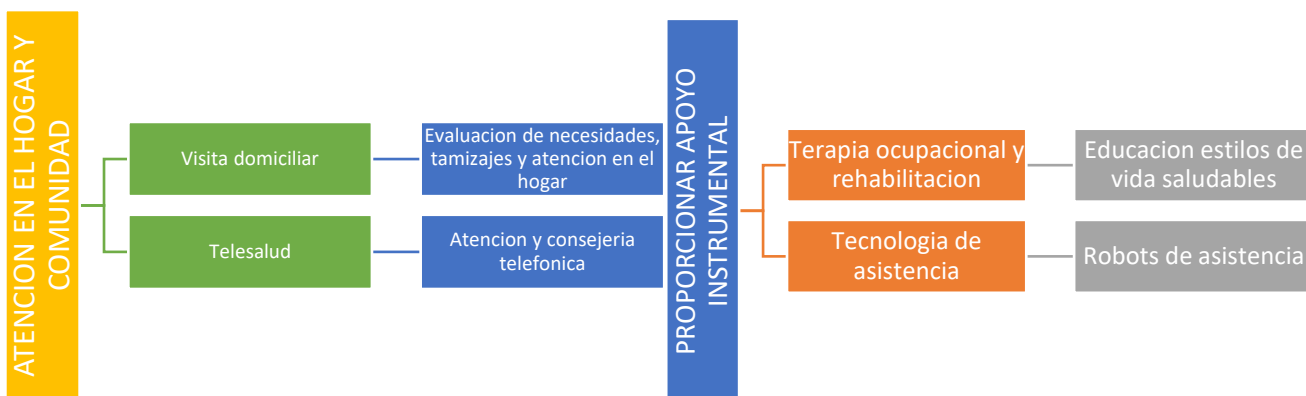 ATENCION EN EL HOGAR Y
COMUNIDAD
Visita domiciliar
Evaluacion de necesidades,
tamizajes y atencion en el
hogar
Telesalud
Atencion y consejeria
telefonica
PROPORCIONAR APOYO
INSTRUMENTAL
Terapia ocupacional y
rehabilitacion
Educacion estilos de
vida saludables
Tecnologia de
asistencia
Robots de asistencia